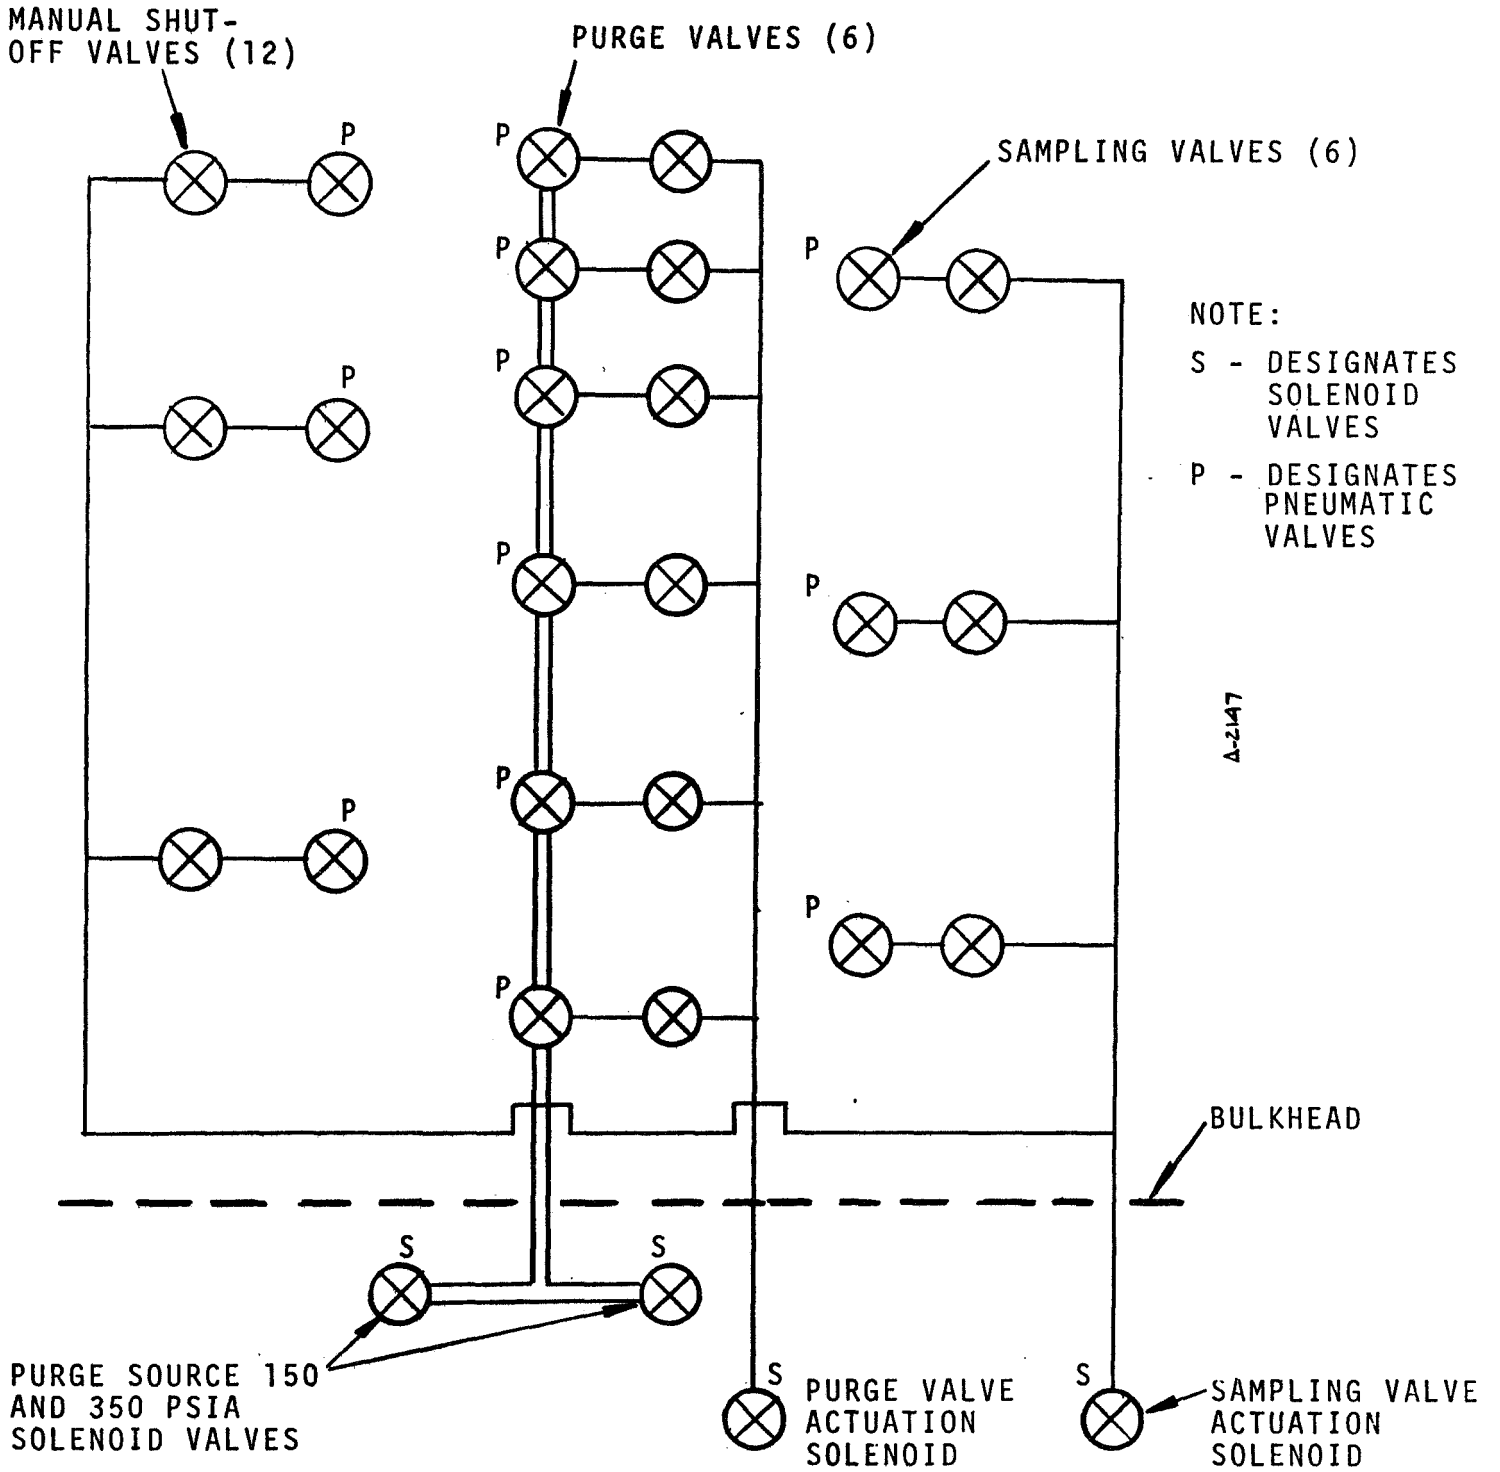 MANUAL SHUT-
OFF VALVES (12)
PURGE VALVES (6)
P
P
SAMPLING VALVES (6)
P
P
NOTE:
S - DESIGNATES
SOLENOID
VALVES
P
P
P - DESIGNATES
PNEUMATIC
VALVES
P
P
A-2147
P
P
P
P
BULKHEAD
S
S
PURGE SOURCE 150
AND 350 PSIA
SOLENOID VALVES
S
PURGE VALVE
ACTUATION
SOLENOID
S
SAMPLING VALVE
ACTUATION
SOLENOID